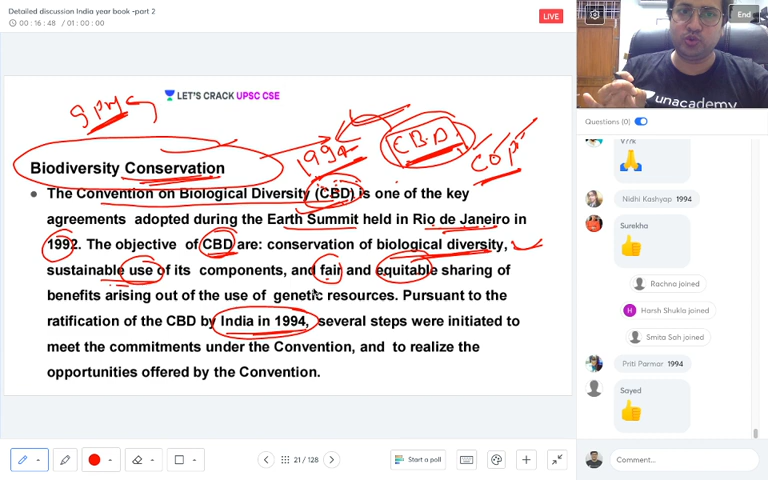 Detailed discussion India year book -part 2
00 : 16 : 48 / 01 : 00 : 00
LIVE
End
unacademy
LET'S CRACK UPSC CSE
1994
CBD
COP
Biodiversity Conservation
The Convention on Biological Diversity (CBD) is one of the key
agreements adopted during the Earth Summit held in Rio de Janeiro in
1992. The objective of CBD are: conservation of biological diversity,
sustainable use of its components, and fair and equitable sharing of
benefits arising out of the use of genetic resources. Pursuant to the
ratification of the CBD by India in 1994, several steps were initiated to
meet the commitments under the Convention, and to realize the
opportunities offered by the Convention.
21 / 128
Start a poll
Questions (0)
Nidhi Kashyap 1994
Surekha
Rachna joined
H Harsh Shukla joined
Smita Sah joined
Priti Parmar 1994
Sayed
Comment...